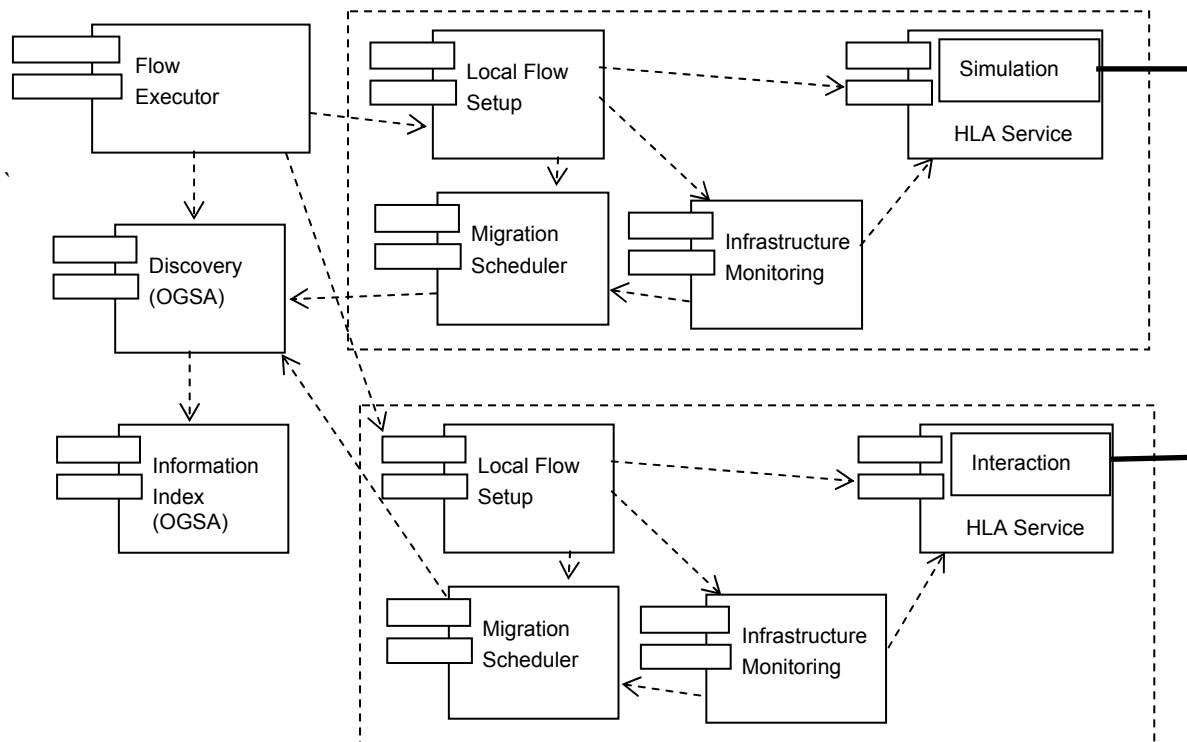 Flow
Executor
Local Flow
Setup
Simulation
HLA Service
Migration
Scheduler
Infrastructure
Monitoring
Discovery
(OGSA)
Information
Index
(OGSA)
Local Flow
Setup
Interaction
HLA Service
Migration
Scheduler
Infrastructure
Monitoring